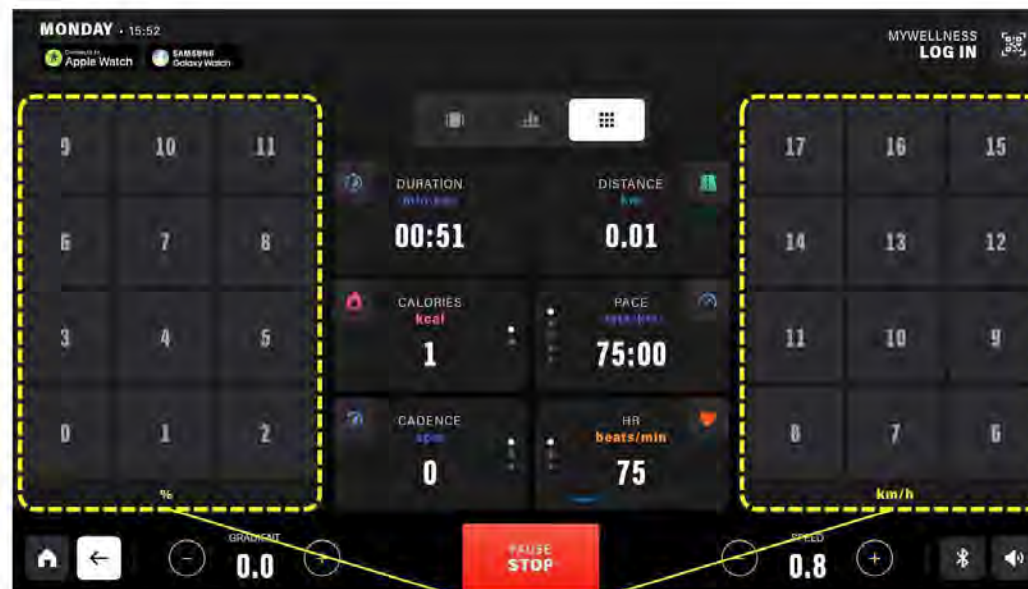 MONDAY · 15:52
MYWELLNESS
LOG IN
Connects to
Apple Watch
SAMSUNG
Galaxy Watch
9 10 11
6 7 8
3 4 5
0 1 2
%
DURATION
00:51
DISTANCE
km
0.01
CALORIES
kcal
1
PACE
75:00
CADENCE
spm
0
HR
beats/min
75
17 16 15
14 13 12
11 10 9
8 7 6
km/h
GRADIENT
0.0
PAUSE
STOP
SPEED
0.8